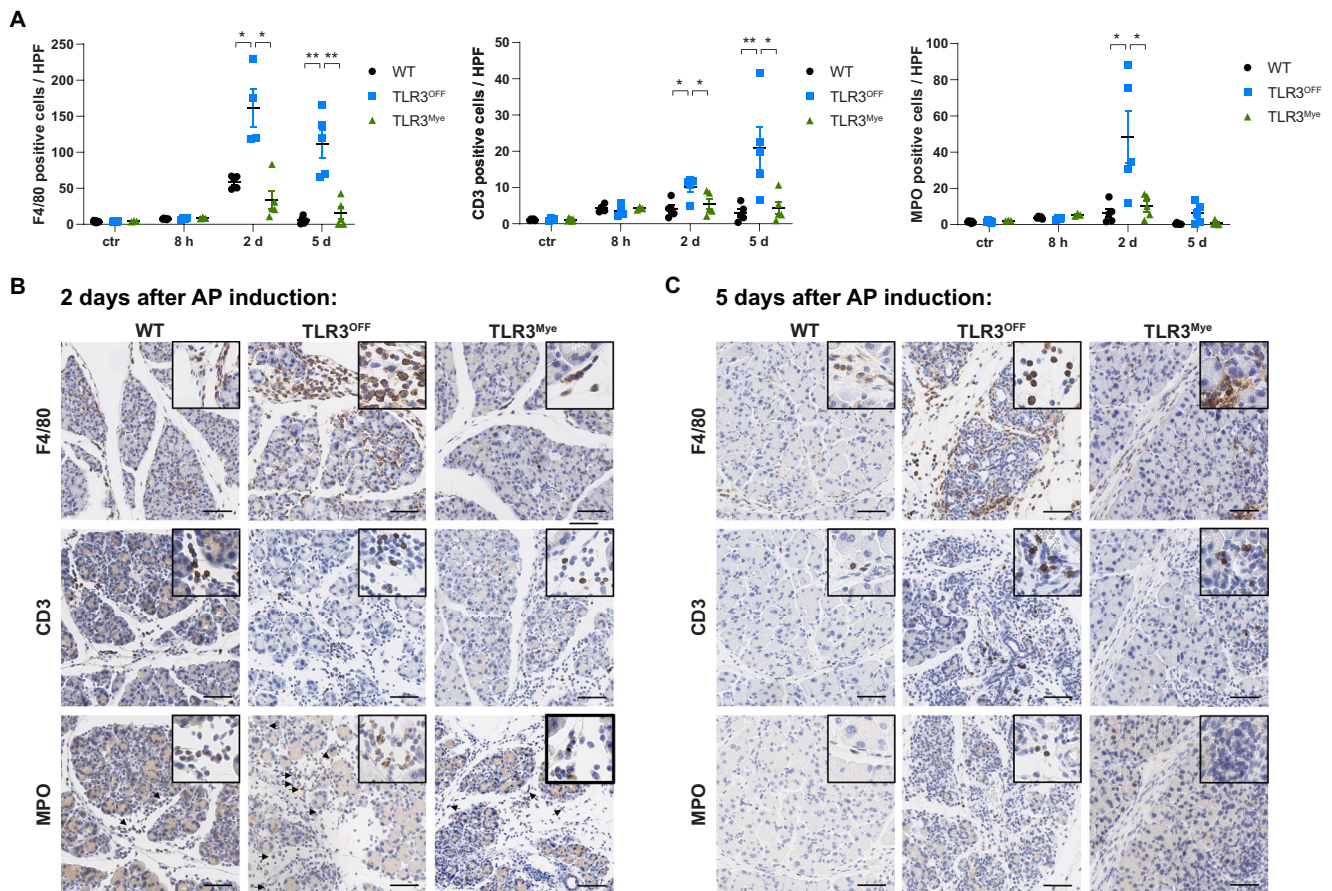 A
F4/80 positive cells / HPF
250
200
150
100
50
0
* *
** **
ctr 8 h 2 d 5 d
WT
TLR3OFF
TLR3Mye
CD3 positive cells / HPF
50
40
30
20
10
0
* *
** *
ctr 8 h 2 d 5 d
WT
TLR3OFF
TLR3Mye
MPO positive cells / HPF
100
80
60
40
20
0
* *
ctr 8 h 2 d 5 d
WT
TLR3OFF
TLR3Mye
B
2 days after AP induction:
WT TLR3OFF TLR3Mye
F4/80
CD3
MPO
C
5 days after AP induction:
WT TLR3OFF TLR3Mye
F4/80
CD3
MPO